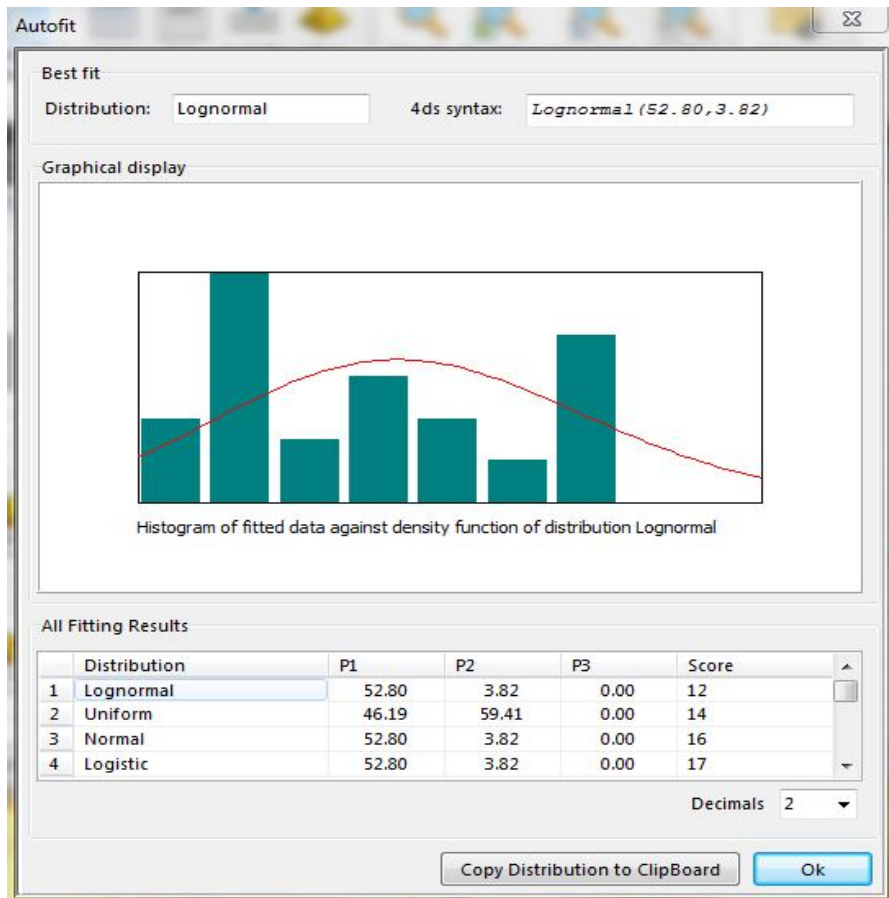 Autofit
Best fit
Distribution: Lognormal 4ds syntax: Lognormal(52.80,3.82)
Graphical display
Histogram of fitted data against density function of distribution Lognormal
All Fitting Results
Distribution P1 P2 P3 Score
1 Lognormal 52.80 3.82 0.00 12
2 Uniform 46.19 59.41 0.00 14
3 Normal 52.80 3.82 0.00 16
4 Logistic 52.80 3.82 0.00 17
Decimals 2
Copy Distribution to ClipBoard Ok